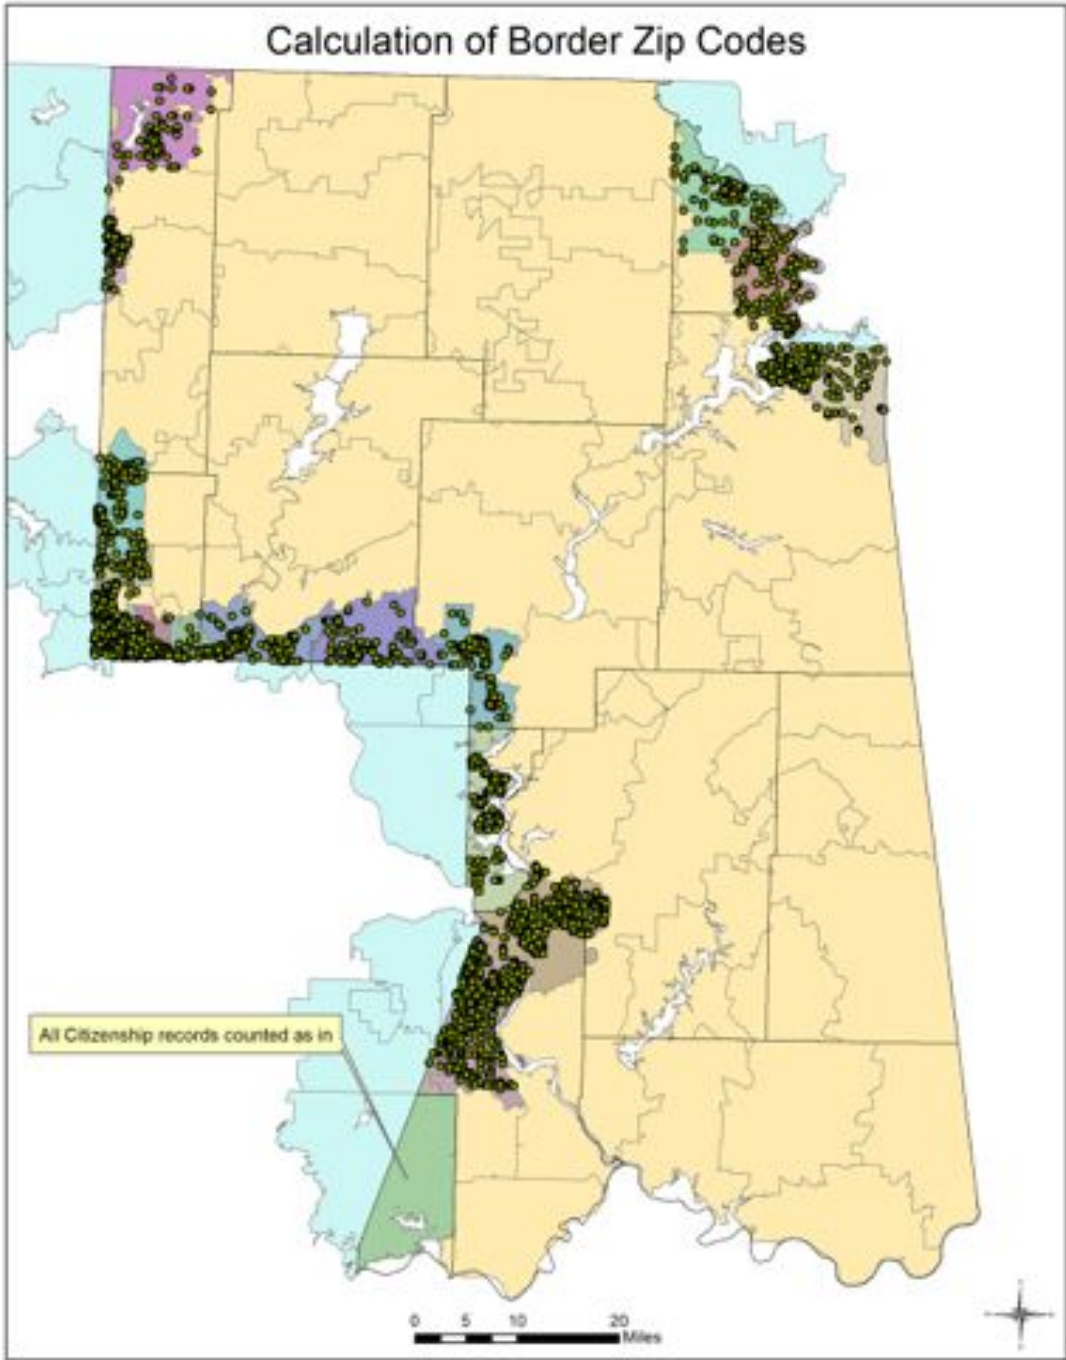 Calculation of Border Zip Codes
All Citizenship records counted as in
0 5 10 20
Miles